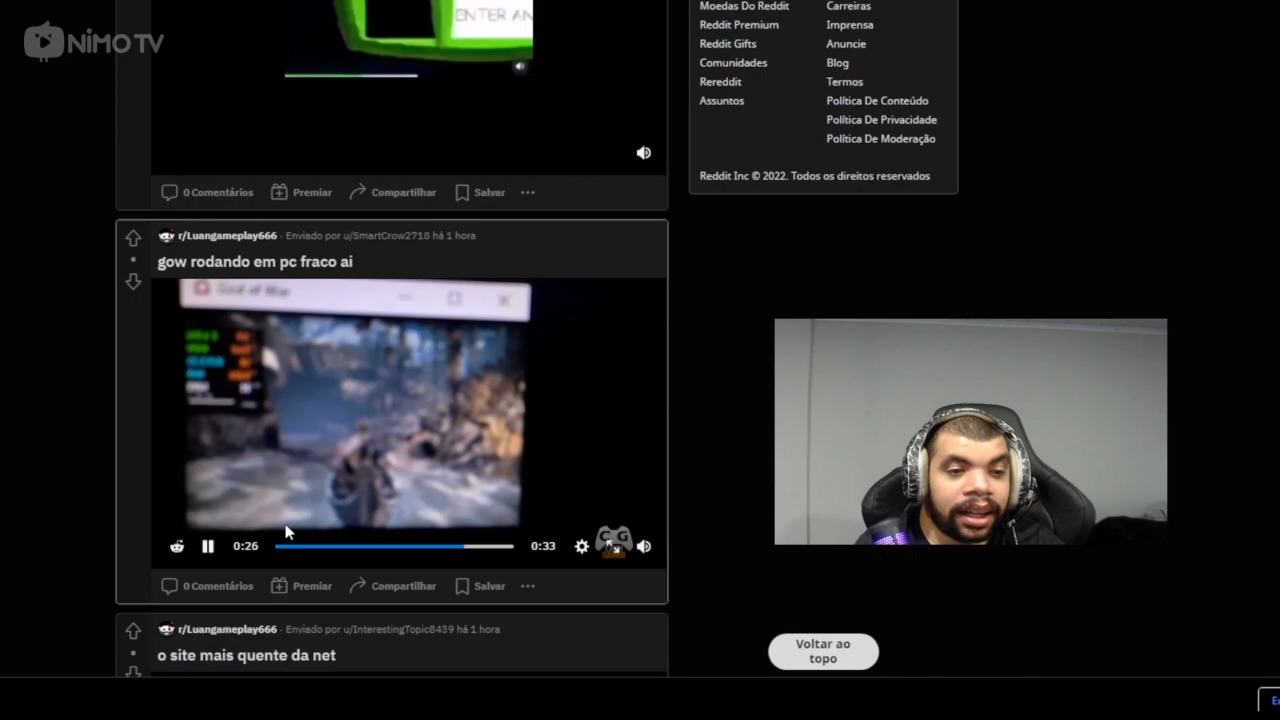 NIMO TV
ENTER AN
Moedas Do Reddit
Carreiras
Reddit Premium
Imprensa
Reddit Gifts
Anuncie
Comunidades
Blog
Rereddit
Termos
Assuntos
Política De Conteúdo
Política De Privacidade
Política De Moderação
Reddit Inc © 2022. Todos os direitos reservados
0 Comentários Premiar Compartilhar Salvar ...
r/Luangameplay666 · Enviado por u/SmartCrow2718 há 1 hora
gow rodando em pc fraco ai
God of War
0:26
0:33
C G
0 Comentários Premiar Compartilhar Salvar ...
r/Luangameplay666 · Enviado por u/InterestingTopic8439 há 1 hora
o site mais quente da net
Voltar ao
topo